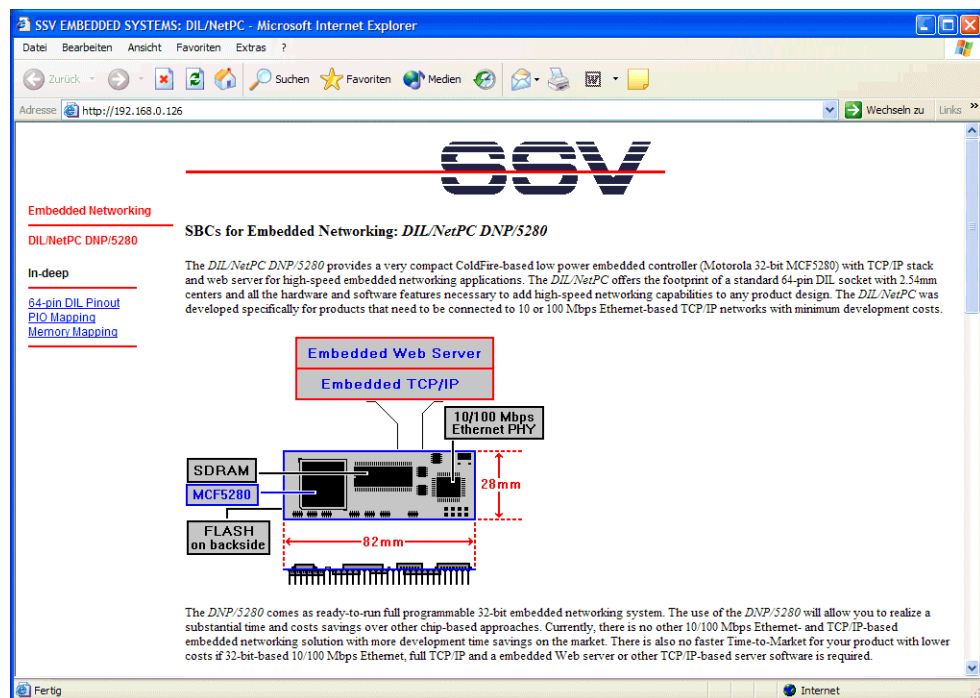 SSV EMBEDDED SYSTEMS: DIL/NetPC - Microsoft Internet Explorer
Datei Bearbeiten Ansicht Favoriten Extras ?
Zurück Suchen Favoriten Medien
Adresse http://192.168.0.126 Wechseln zu Links »
SSV
Embedded Networking
DIL/NetPC DNP/5280
In-deep
64-pin DIL Pinout
PIO Mapping
Memory Mapping
SBCs for Embedded Networking: DIL/NetPC DNP/5280
The DIL/NetPC DNP/5280 provides a very compact ColdFire-based low power embedded controller (Motorola 32-bit MCF5280) with TCP/IP stack
and web server for high-speed embedded networking applications. The DIL/NetPC offers the footprint of a standard 64-pin DIL socket with 2.54mm
centers and all the hardware and software features necessary to add high-speed networking capabilities to any product design. The DIL/NetPC was
developed specifically for products that need to be connected to 10 or 100 Mbps Ethernet-based TCP/IP networks with minimum development costs.
Embedded Web Server
Embedded TCP/IP
10/100 Mbps
Ethernet PHY
SDRAM
MCF5280
28mm
FLASH
on backside
82mm
The DNP/5280 comes as ready-to-run full programmable 32-bit embedded networking system. The use of the DNP/5280 will allow you to realize a
substantial time and costs savings over other chip-based approaches. Currently, there is no other 10/100 Mbps Ethernet- and TCP/IP-based
embedded networking solution with more development time savings on the market. There is also no faster Time-to-Market for your product with lower
costs if 32-bit-based 10/100 Mbps Ethernet, full TCP/IP and a embedded Web server or other TCP/IP-based server software is required.
Fertig Internet